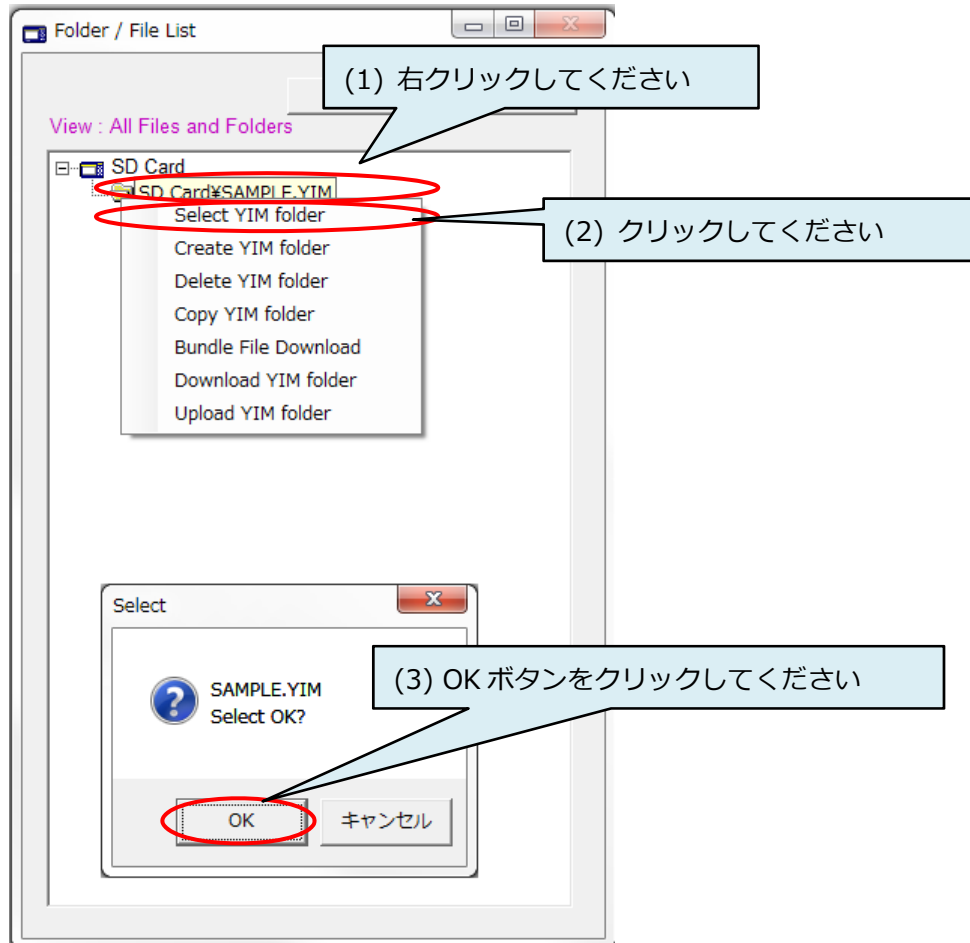 Folder / File List
(1) 右クリックしてください
View : All Files and Folders
SD Card
SD Card¥SAMPLE.YIM
Select YIM folder
(2) クリックしてください
Create YIM folder
Delete YIM folder
Copy YIM folder
Bundle File Download
Download YIM folder
Upload YIM folder
Select
(3) OK ボタンをクリックしてください
SAMPLE.YIM
Select OK?
OK
キャンセル